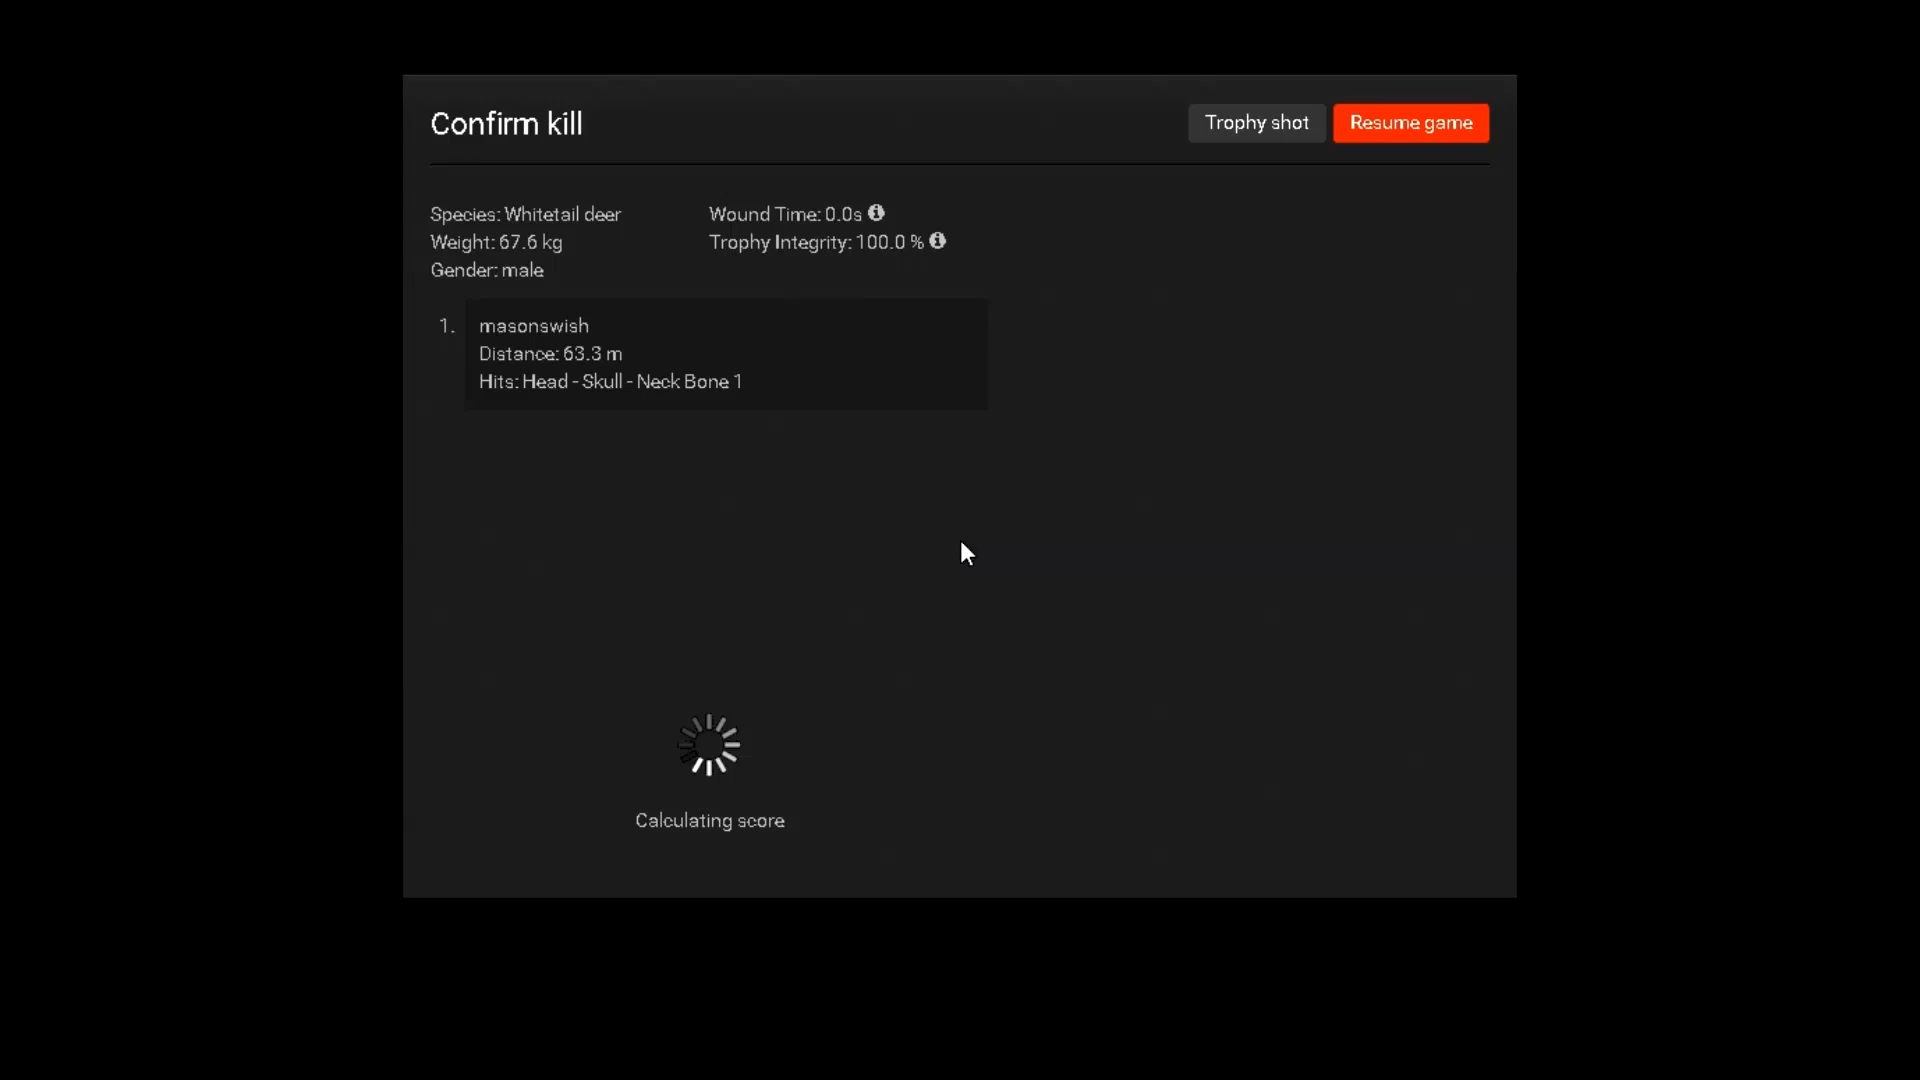 Confirm kill
Trophy shot
Resume game
Species: Whitetail deer
Weight: 67.6 kg
Gender: male
Wound Time: 0.0s
Trophy Integrity: 100.0 %
1.
masonswish
Distance: 63.3 m
Hits: Head - Skull - Neck Bone 1
Calculating score